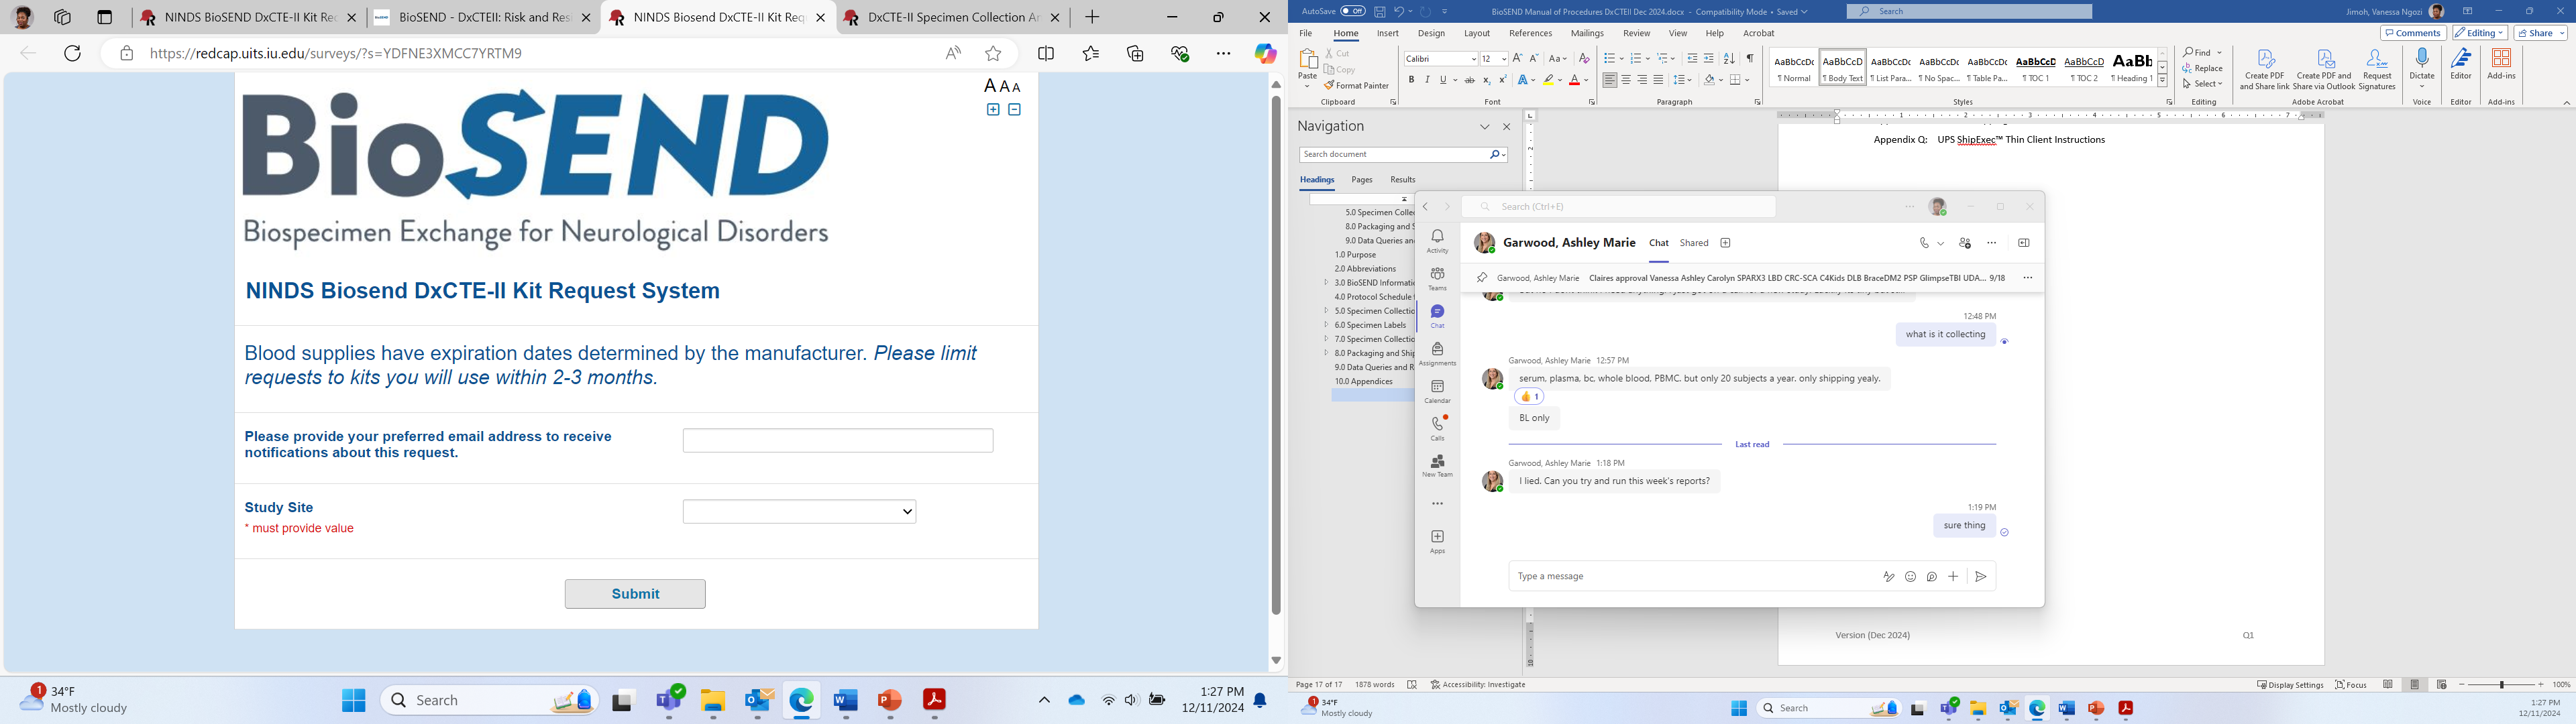 NINDS BioSEND DxCTE-II Kit Rec
BioSEND - DxCTEII: Risk and Resi
NINDS Biosend DxCTE-II Kit Requ
DxCTE-II Specimen Collection An
https://redcap.uits.iu.edu/surveys/?s=YDFNE3XMCC7YRTM9
A A A
BioSEND
Biospecimen Exchange for Neurological Disorders
NINDS Biosend DxCTE-II Kit Request System
Blood supplies have expiration dates determined by the manufacturer. Please limit
requests to kits you will use within 2-3 months.
Please provide your preferred email address to receive
notifications about this request.
Study Site
* must provide value
Submit
1
34°F
Mostly cloudy
Search
1:27 PM
12/11/2024
AutoSave Off
BioSEND Manual of Procedures DxCTEII Dec 2024.docx - Compatibility Mode • Saved
Search
Jimoh, Vanessa Ngozi
File Home Insert Design Layout References Mailings Review View Help Acrobat
Comments Editing Share
Paste
Cut
Copy
Format Painter
Clipboard
Calibri 12
Font
Paragraph
AaBbCcDc AaBbCcD AaBbCcDc AaBbCcDc AaBbCcDc AaBbCcD AaBbCcD AaBb
¶ Normal ¶ Body Text ¶ List Para... ¶ No Spac... ¶ Table Pa... ¶ TOC 1 ¶ TOC 2 ¶ Heading 1
Styles
Find
Replace
Select
Editing
Create PDF
and Share link
Create PDF and
Share via Outlook
Request
Signatures
Adobe Acrobat
Dictate
Voice
Editor
Editor
Add-ins
Add-ins
Navigation
Search document
Headings Pages Results
5.0 Specimen Colle
8.0 Packaging and S
9.0 Data Queries an
1.0 Purpose
2.0 Abbreviations
3.0 BioSEND Informatio
4.0 Protocol Schedule
5.0 Specimen Collectio
6.0 Specimen Labels
7.0 Specimen Collectio
8.0 Packaging and Ship
9.0 Data Queries and R
10.0 Appendices
Appendix Q: UPS ShipExec™ Thin Client Instructions
Search (Ctrl+E)
Activity
Teams
Chat
Assignments
Calendar
Calls
New Team
Apps
Garwood, Ashley Marie Chat Shared
Garwood, Ashley Marie Claires approval Vanessa Ashley Carolyn SPARX3 LBD CRC-SCA C4Kids DLB BraceDM2 PSP GlimpseTBI UDA... 9/18
12:48 PM
what is it collecting
Garwood, Ashley Marie 12:57 PM
serum, plasma, bc, whole blood, PBMC. but only 20 subjects a year. only shipping yealy.
1
BL only
Last read
Garwood, Ashley Marie 1:18 PM
I lied. Can you try and run this week's reports?
1:19 PM
sure thing
Type a message
Version (Dec 2024)
Q1
Page 17 of 17 1878 words Accessibility: Investigate
Display Settings Focus 100%
1
34°F
Mostly cloudy
Search
1:27 PM
12/11/2024